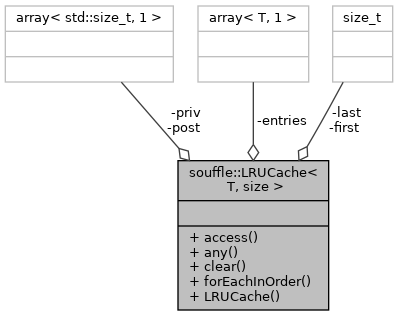 array< std::size_t, 1 >
array< T, 1 >
size_t
-priv
-post
-entries
-last
-first
souffle::LRUCache<
T, size >
+ access()
+ any()
+ clear()
+ forEachInOrder()
+ LRUCache()